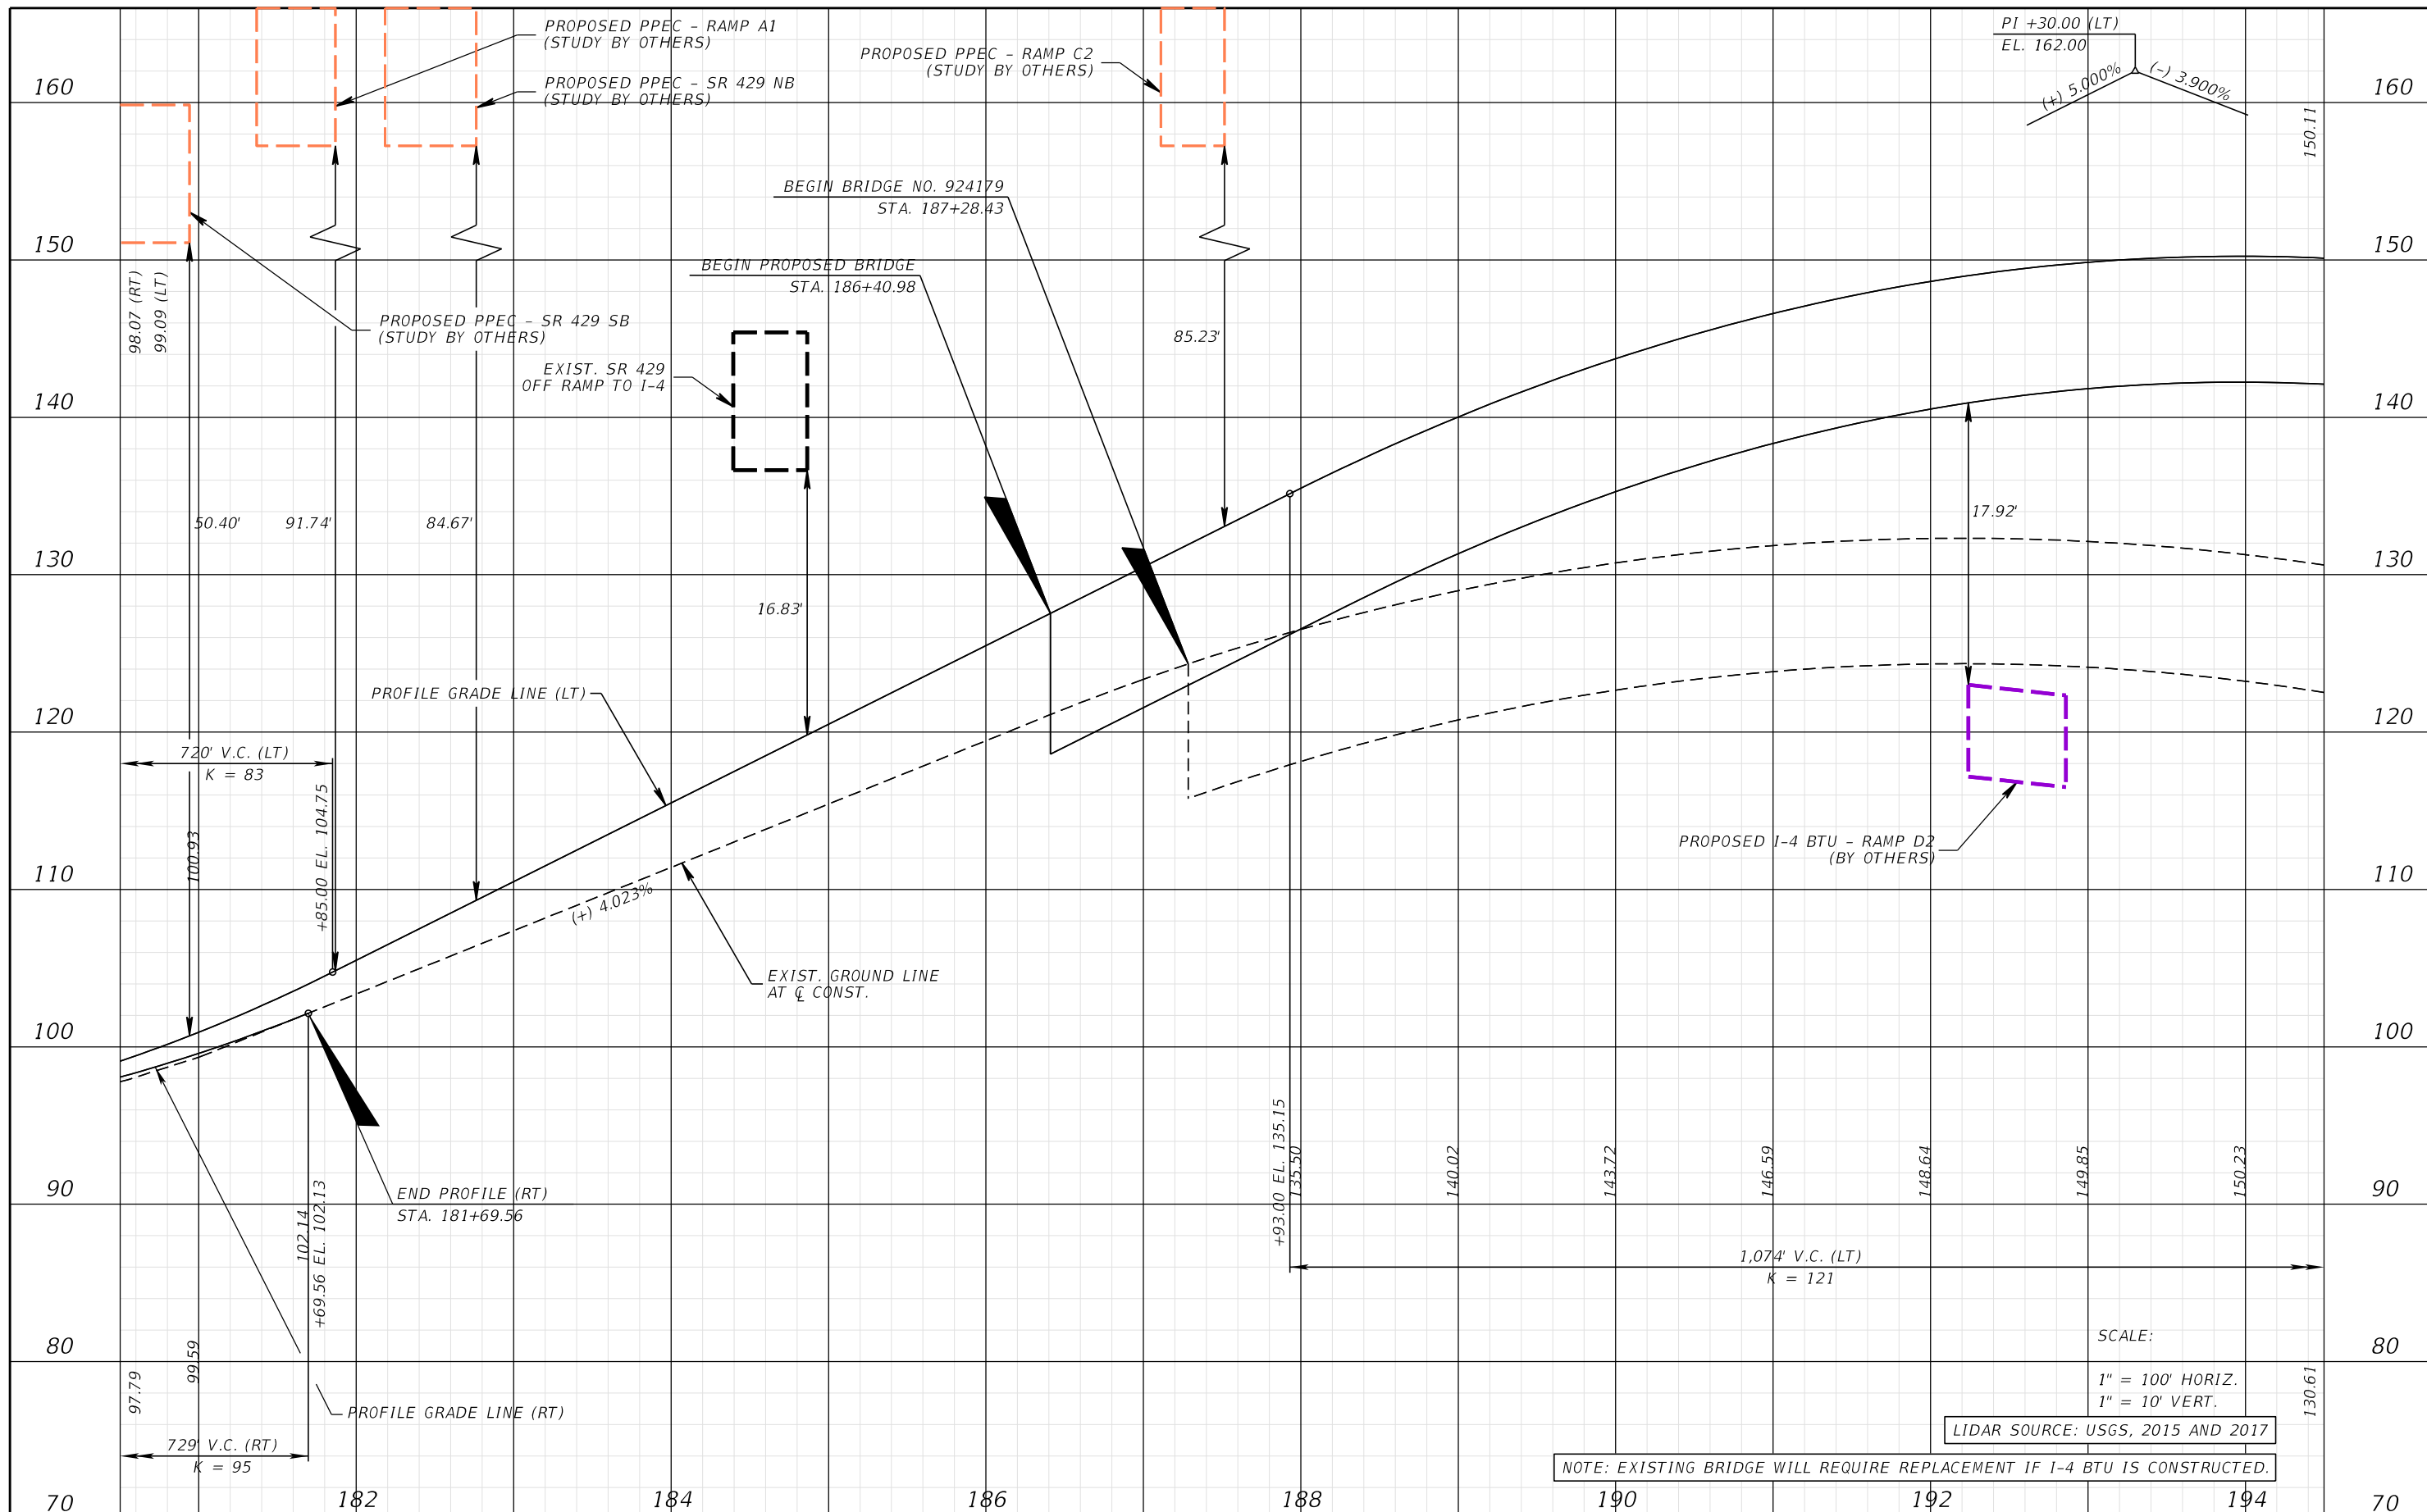 PROPOSED PPEC - RAMP A1
(STUDY BY OTHERS)
PROPOSED PPEC - SR 429 NB
(STUDY BY OTHERS)
PROPOSED PPEC - RAMP C2
(STUDY BY OTHERS)
PI +30.00 (LT)
EL. 162.00
(+) 5.000%
(-) 3.900%
150.11
160
160
BEGIN BRIDGE NO. 924179
STA. 187+28.43
150
150
BEGIN PROPOSED BRIDGE
STA. 186+40.98
98.07 (RT)
99.09 (LT)
PROPOSED PPEC - SR 429 SB
(STUDY BY OTHERS)
EXIST. SR 429
OFF RAMP TO I-4
85.23'
140
140
50.40'
91.74'
84.67'
17.92'
130
130
16.83'
PROFILE GRADE LINE (LT)
120
120
720' V.C. (LT)
K = 83
+85.00 EL. 104.75
100.93
PROPOSED I-4 BTU - RAMP D2
(BY OTHERS)
110
110
(+) 4.023%
EXIST. GROUND LINE
AT ℄ CONST.
100
100
END PROFILE (RT)
STA. 181+69.56
90
90
102.14
+69.56 EL. 102.13
+93.00 EL. 135.15
135.50
140.02
143.72
146.59
148.64
149.85
150.23
1,074' V.C. (LT)
K = 121
80
80
99.59
97.79
PROFILE GRADE LINE (RT)
729' V.C. (RT)
K = 95
SCALE:
1" = 100' HORIZ.
1" = 10' VERT.
130.61
LIDAR SOURCE: USGS, 2015 AND 2017
NOTE: EXISTING BRIDGE WILL REQUIRE REPLACEMENT IF I-4 BTU IS CONSTRUCTED.
70
182
184
186
188
190
192
194
70